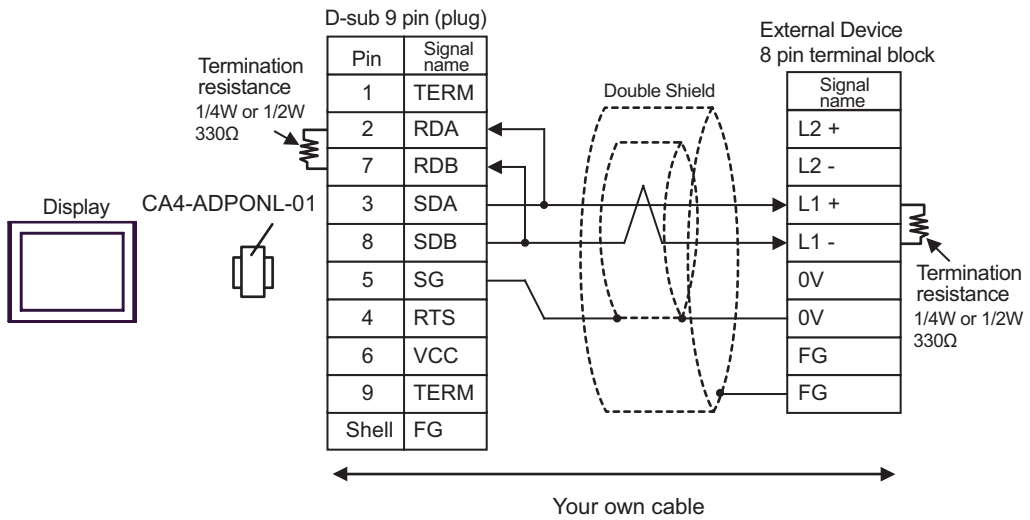 D-sub 9 pin (plug)
Pin Signal name
1 TERM
2 RDA
7 RDB
3 SDA
8 SDB
5 SG
4 RTS
6 VCC
9 TERM
Shell FG
Termination
resistance
1/4W or 1/2W
330Ω
Display
CA4-ADPONL-01
Double Shield
External Device
8 pin terminal block
Signal
name
L2 +
L2 -
L1 +
L1 -
0V
0V
FG
FG
Termination
resistance
1/4W or 1/2W
330Ω
Your own cable